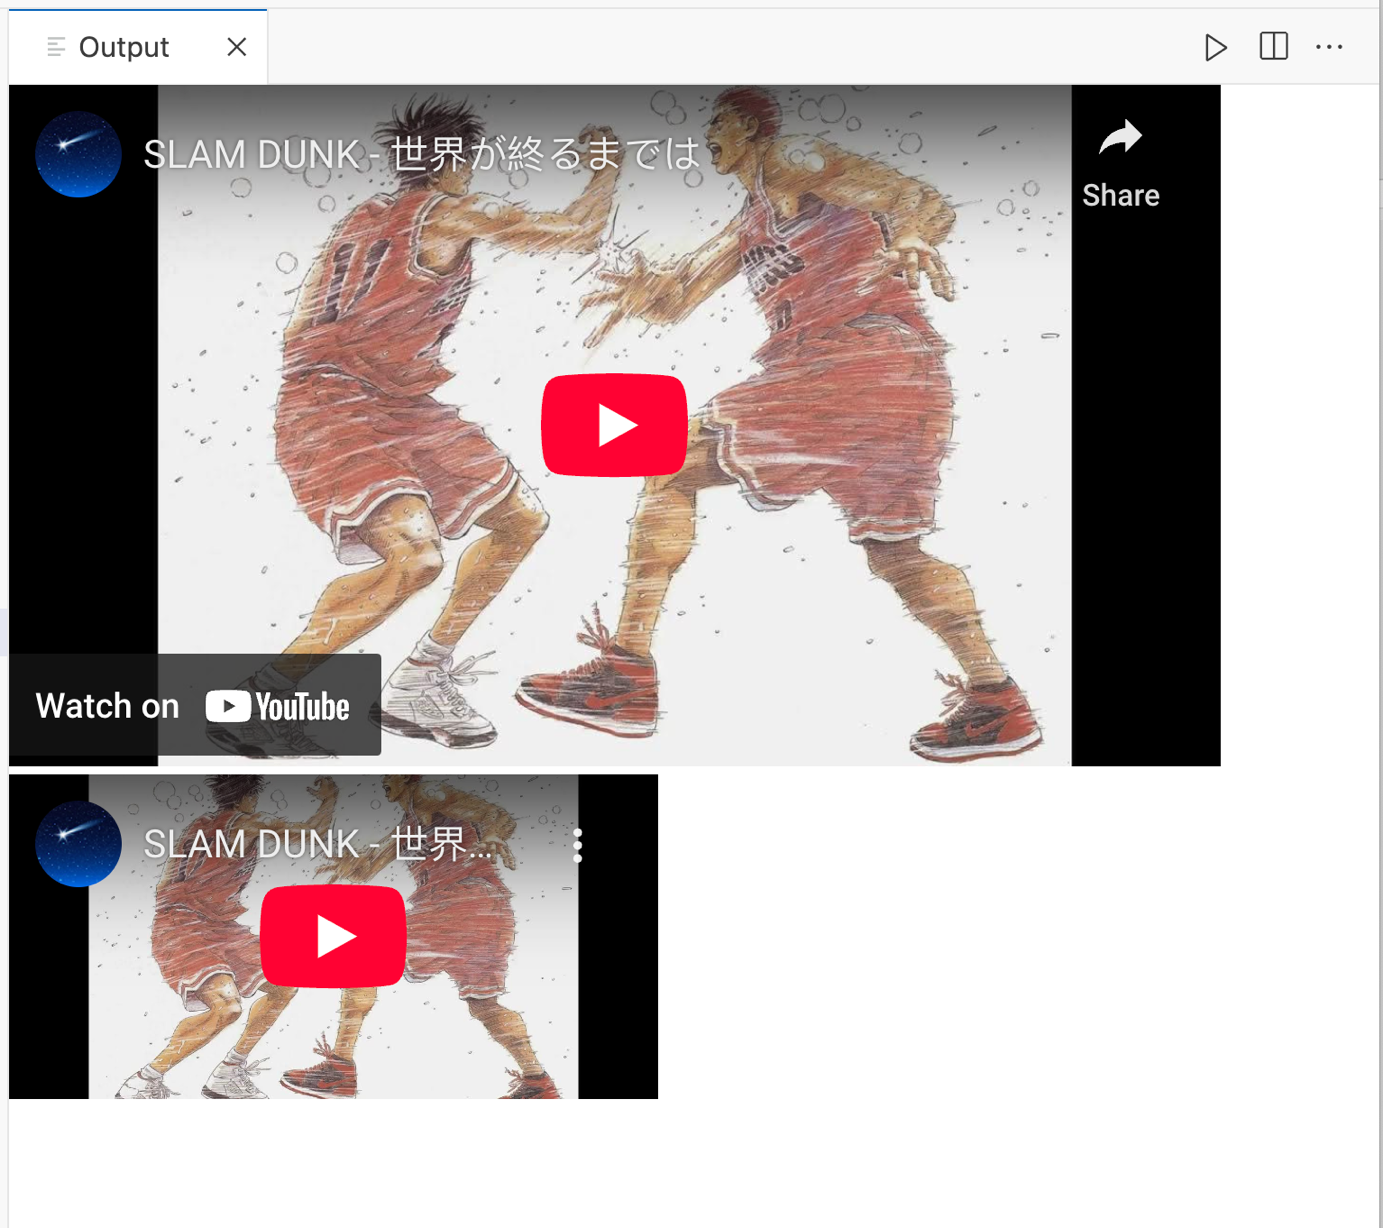 Output
SLAM DUNK - 世界が終るまでは
Share
Watch on YouTube
SLAM DUNK - 世界...